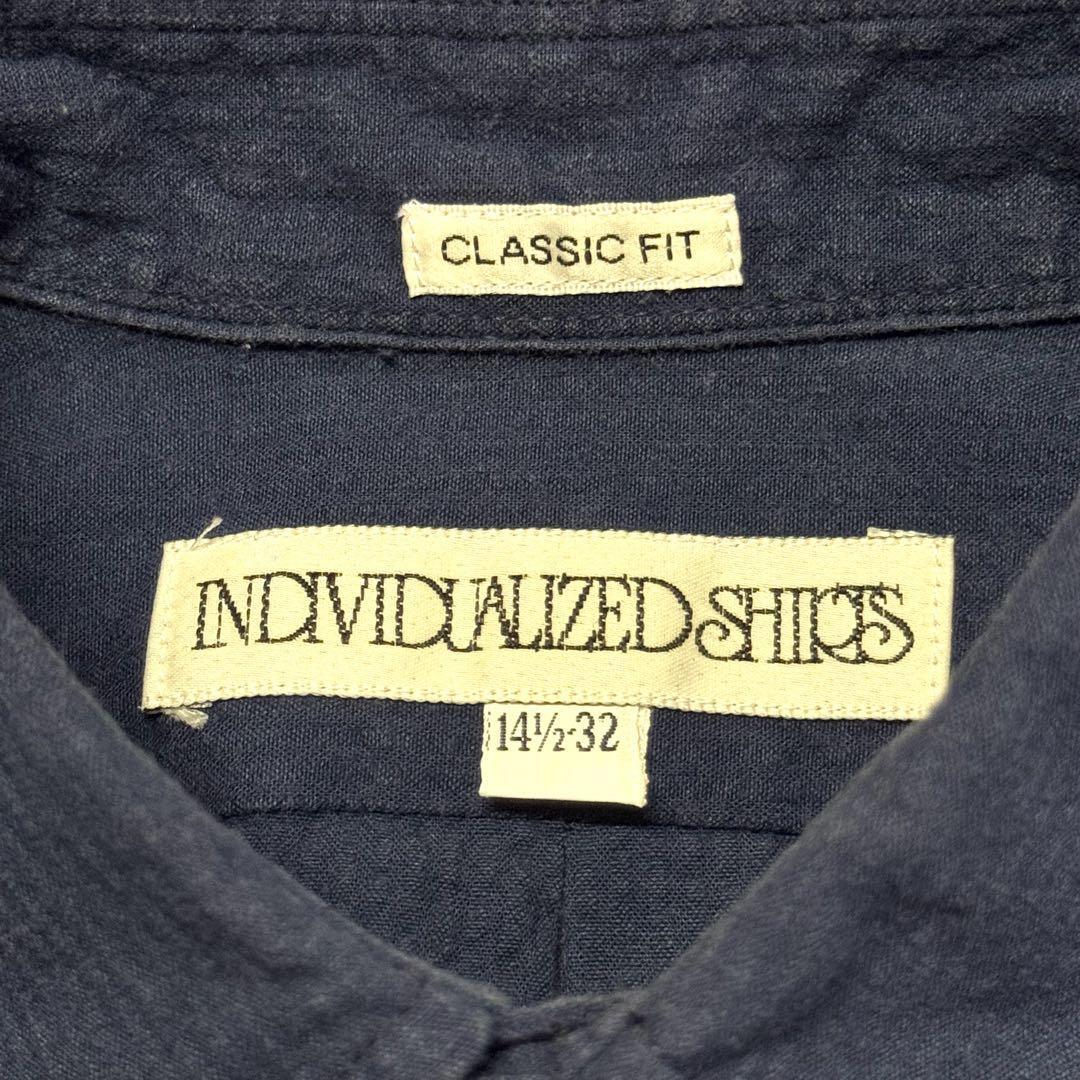 CLASSIC FIT
INDIVIDUALIZED SHIRTS
14½-32